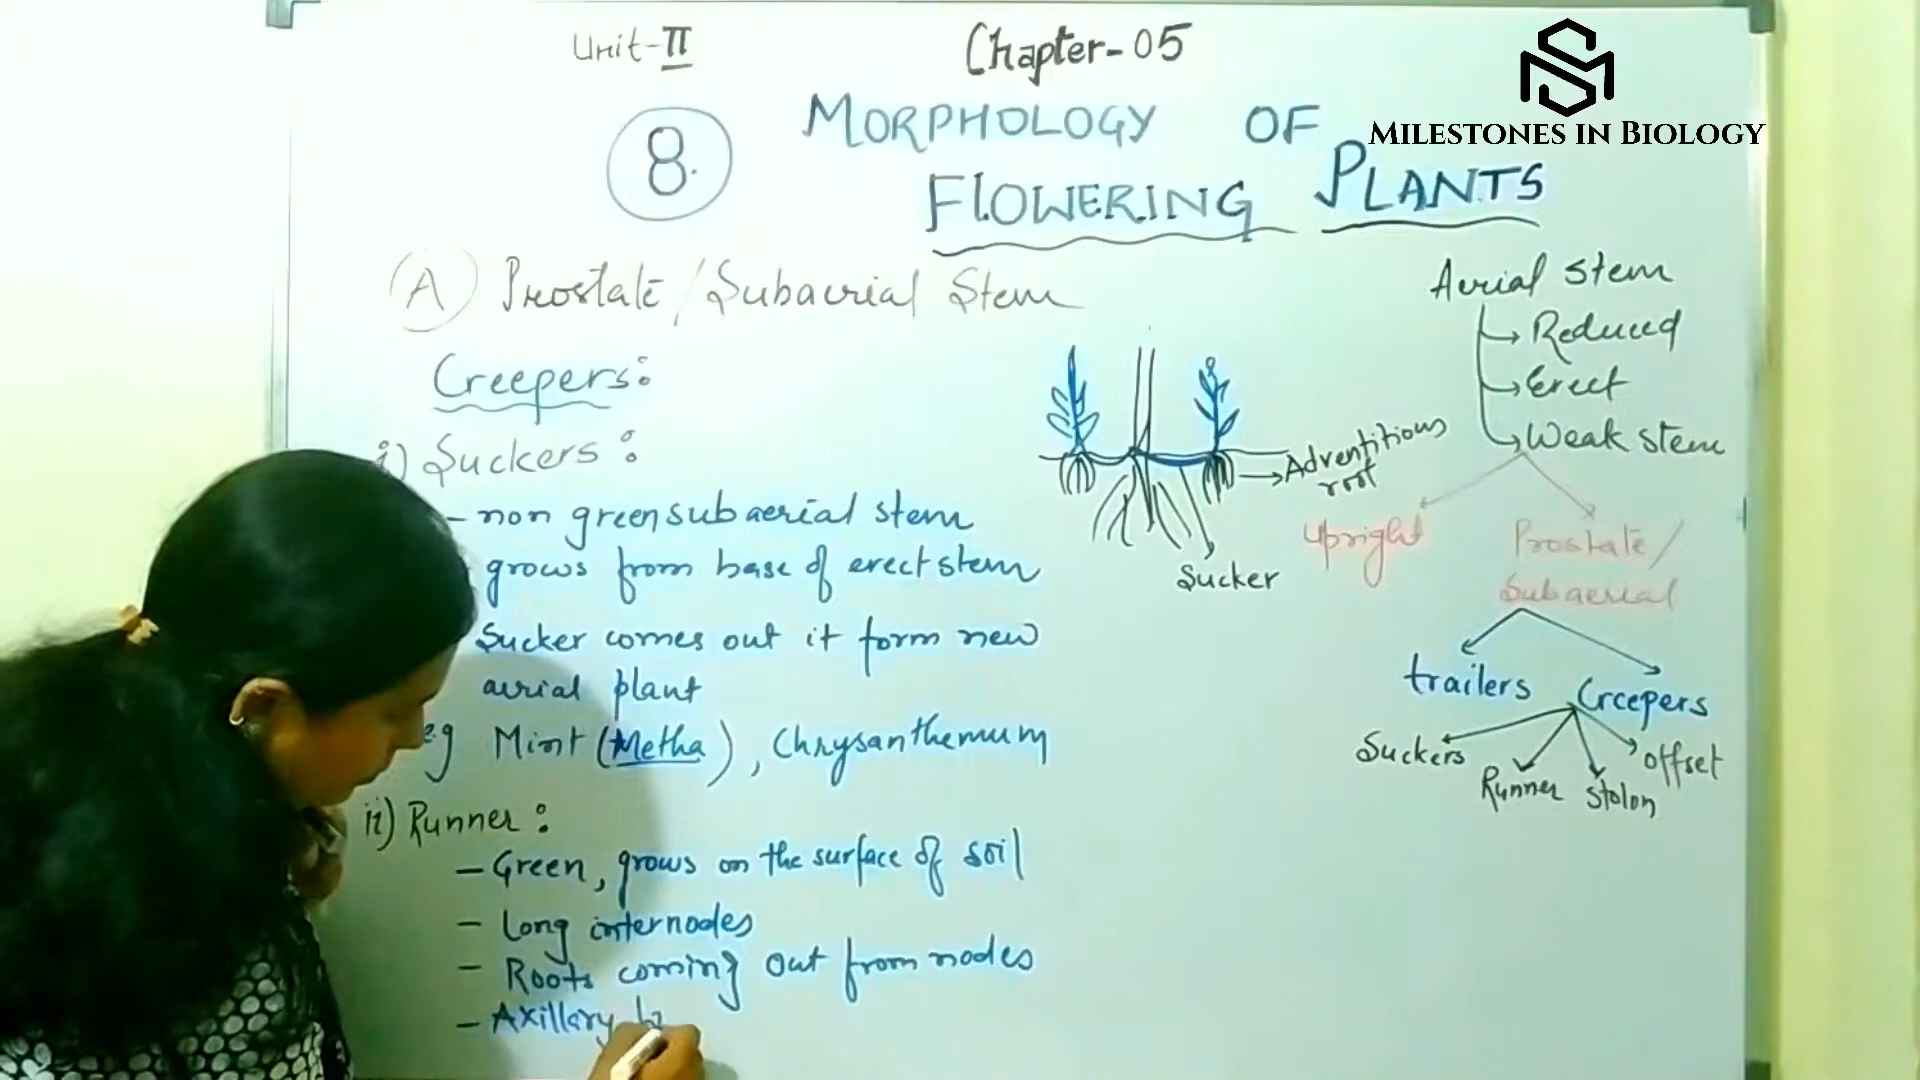 Unit-II
Chapter-05
8.
MORPHOLOGY OF
FLOWERING PLANTS
MILESTONES IN BIOLOGY
(A) Prostate/Subaerial Stem
Creepers:
i) Suckers:
- non green subaerial stem
grows from base of erect stem
Sucker comes out it form new
aerial plant
eg Mint (Metha), Chrysanthemum
ii) Runner:
- Green, grows on the surface of soil
- Long internodes
- Roots coming out from nodes
- Axillary b
Adventitious
root
Sucker
Aerial stem
Reduced
Erect
Weak stem
Upright
Prostate/
Subaerial
trailers
Creepers
Suckers
Runner
Stolon
Offset